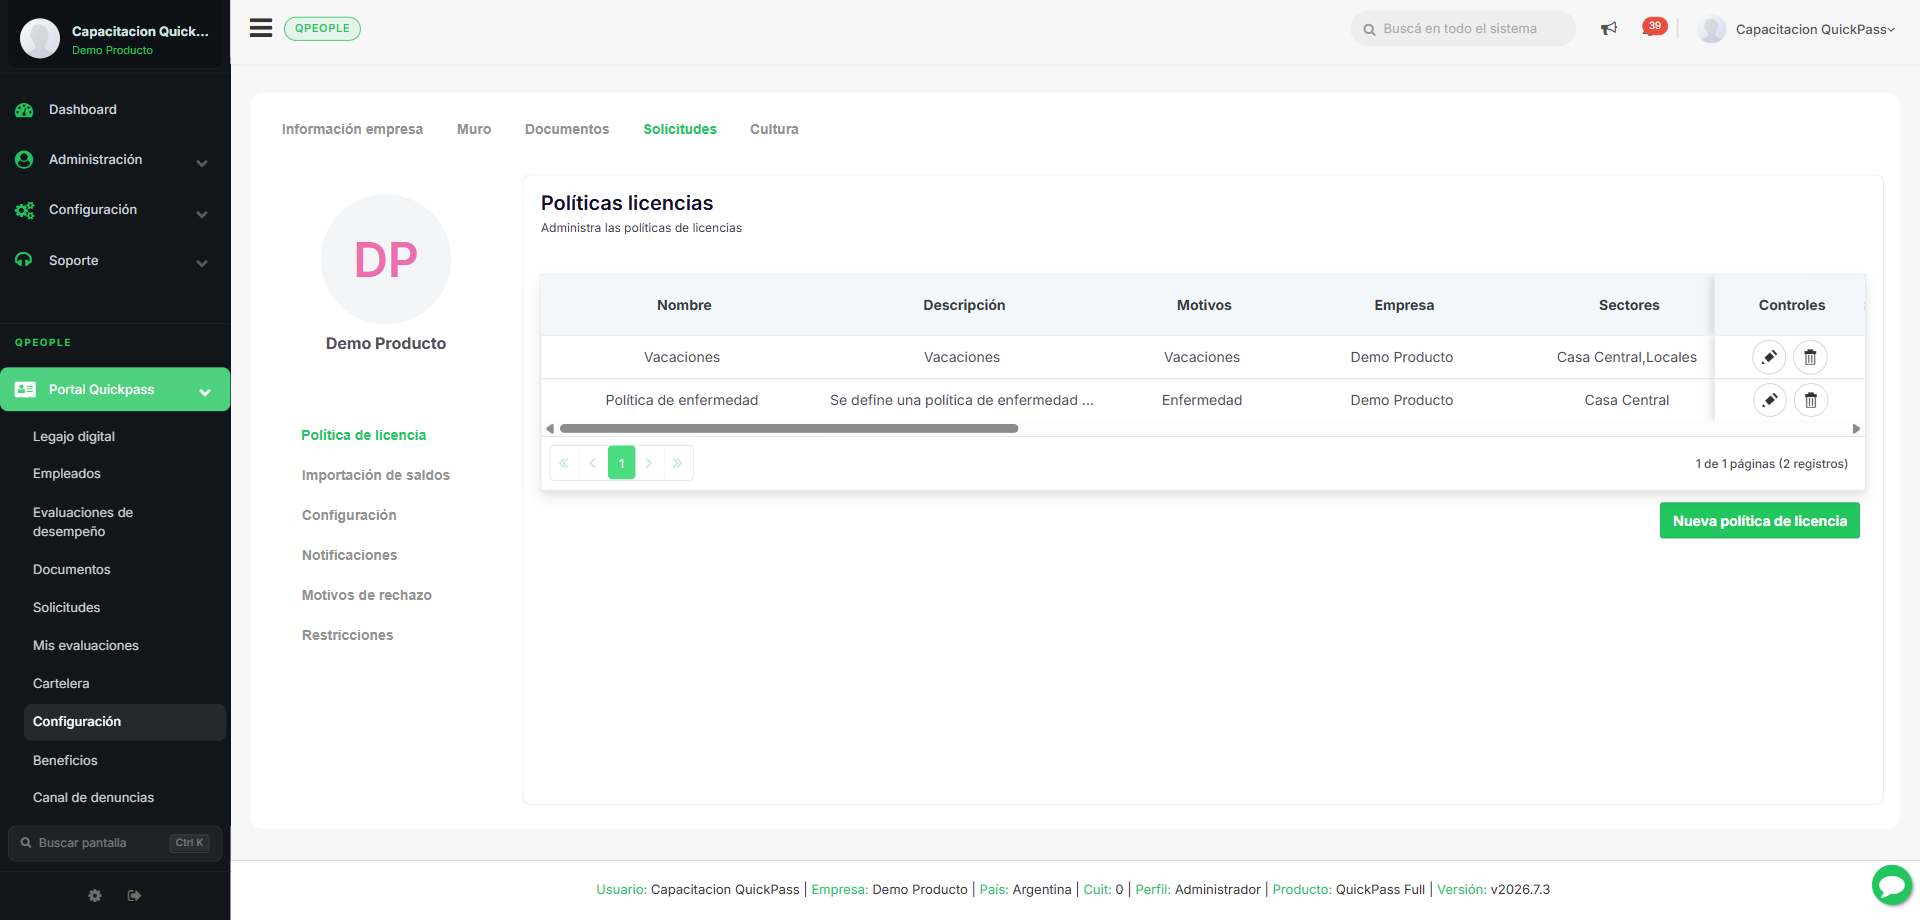 Capacitacion Quick...
Demo Producto
Dashboard
Administración
Configuración
Soporte
QPEOPLE
Portal Quickpass
Legajo digital
Empleados
Evaluaciones de
desempeño
Documentos
Solicitudes
Mis evaluaciones
Cartelera
Configuración
Beneficios
Canal de denuncias
Buscar pantalla
Ctrl K
QPEOPLE
Buscá en todo el sistema
39
Capacitacion QuickPass
Información empresa
Muro
Documentos
Solicitudes
Cultura
DP
Demo Producto
Política de licencia
Importación de saldos
Configuración
Notificaciones
Motivos de rechazo
Restricciones
Políticas licencias
Administra las políticas de licencias
Nombre Descripción Motivos Empresa Sectores Controles
Vacaciones Vacaciones Vacaciones Demo Producto Casa Central,Locales
Política de enfermedad Se define una política de enfermedad ... Enfermedad Demo Producto Casa Central
1
1 de 1 páginas (2 registros)
Nueva política de licencia
Usuario: Capacitacion QuickPass | Empresa: Demo Producto | País: Argentina | Cuit: 0 | Perfil: Administrador | Producto: QuickPass Full | Versión: v2026.7.3